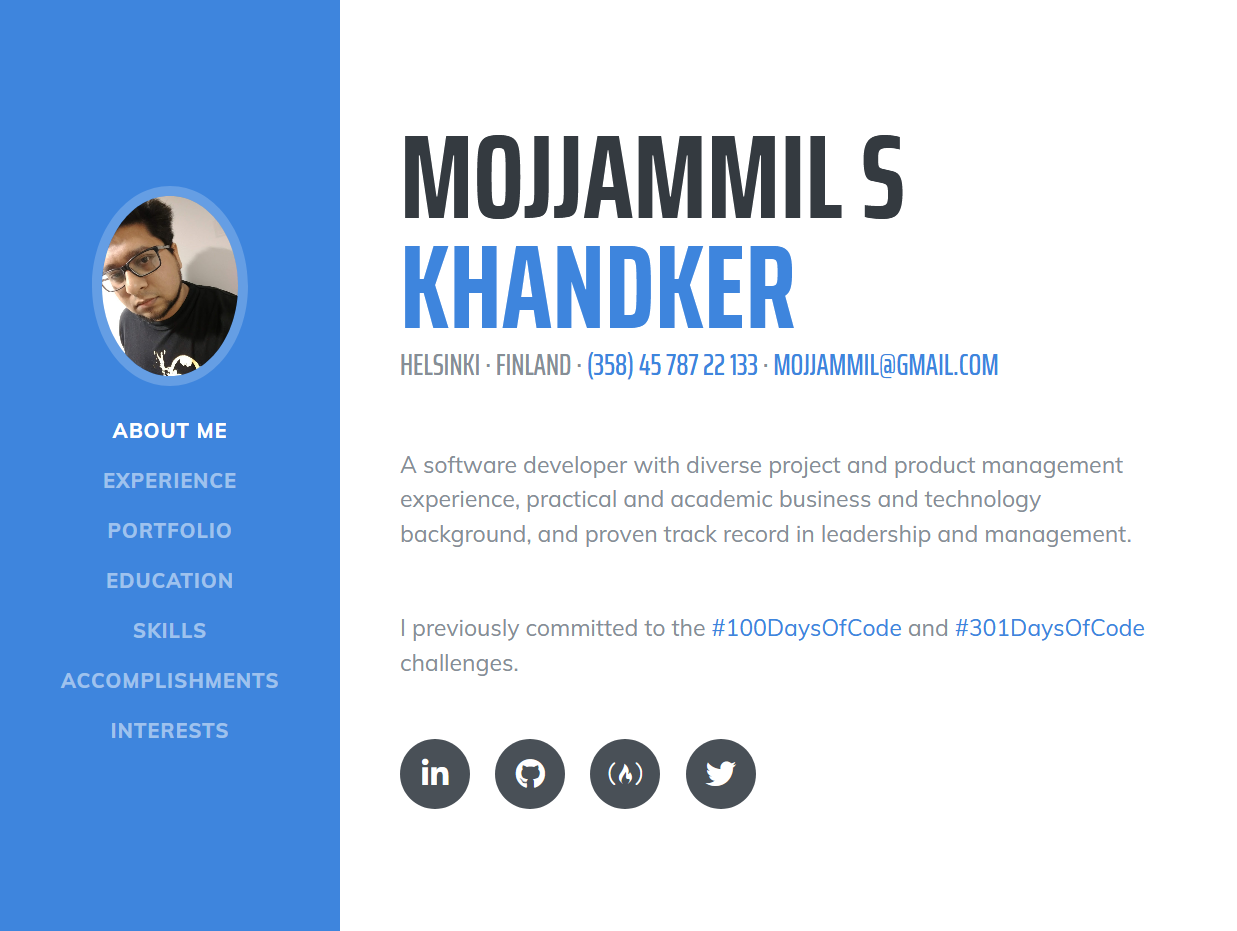 MOJJAMMIL S
KHANDKER
HELSINKI · FINLAND · (358) 45 787 22 133 · MOJJAMMIL@GMAIL.COM
ABOUT ME
EXPERIENCE
PORTFOLIO
EDUCATION
SKILLS
ACCOMPLISHMENTS
INTERESTS
A software developer with diverse project and product management
experience, practical and academic business and technology
background, and proven track record in leadership and management.
I previously committed to the #100DaysOfCode and #301DaysOfCode
challenges.
in